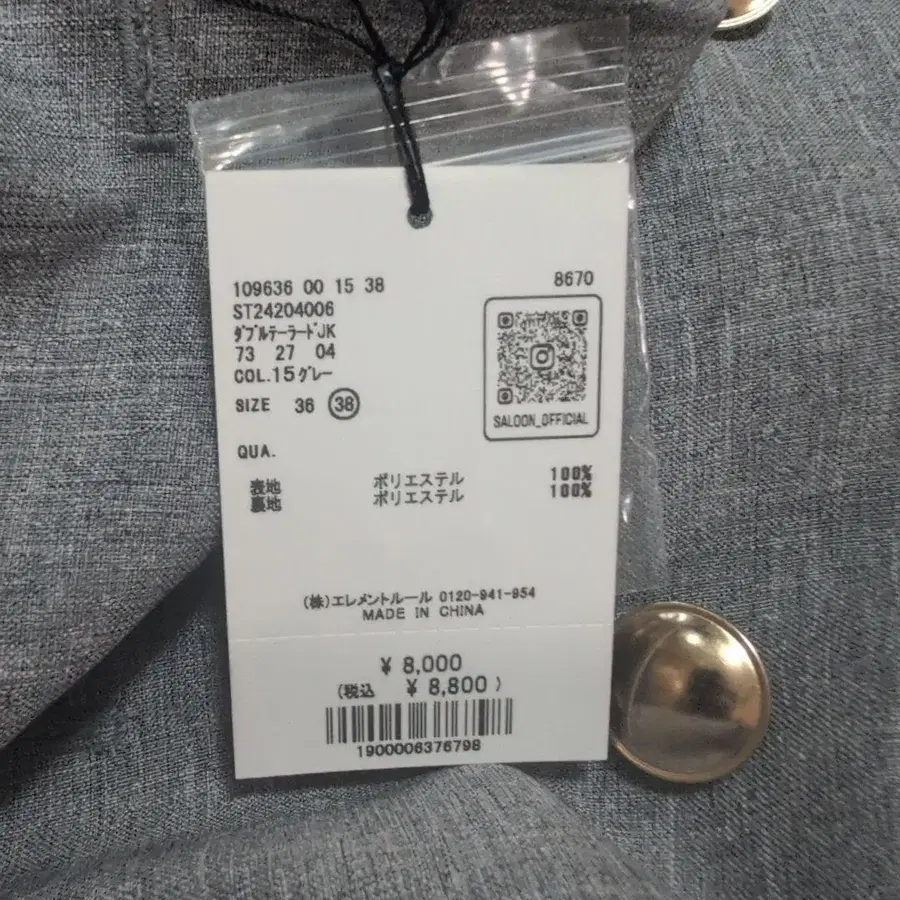 109636 00 15 38
8670
ST24204006
ﾀﾞﾌﾞﾙﾃｰﾗｰﾄﾞJK
73 27 04
COL.15ｸﾞﾚｰ
SIZE 36 38
SALOON_OFFICIAL
QUA.
表地 ポリエステル 100%
裏地 ポリエステル 100%
(株)エレメントルール 0120-941-954
MADE IN CHINA
¥ 8,000
(税込 ¥ 8,800 )
1900006376798